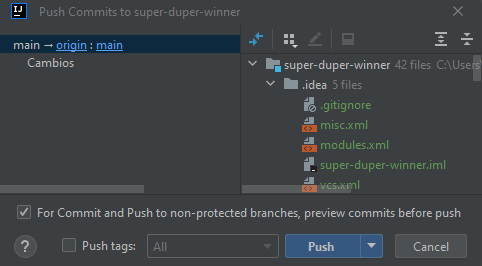 Push Commits to super-duper-winner
main → origin : main
Cambios
super-duper-winner 42 files C:\Users
.idea 5 files
.gitignore
misc.xml
modules.xml
super-duper-winner.iml
vcs.xml
For Commit and Push to non-protected branches, preview commits before push
? Push tags: All Push Cancel